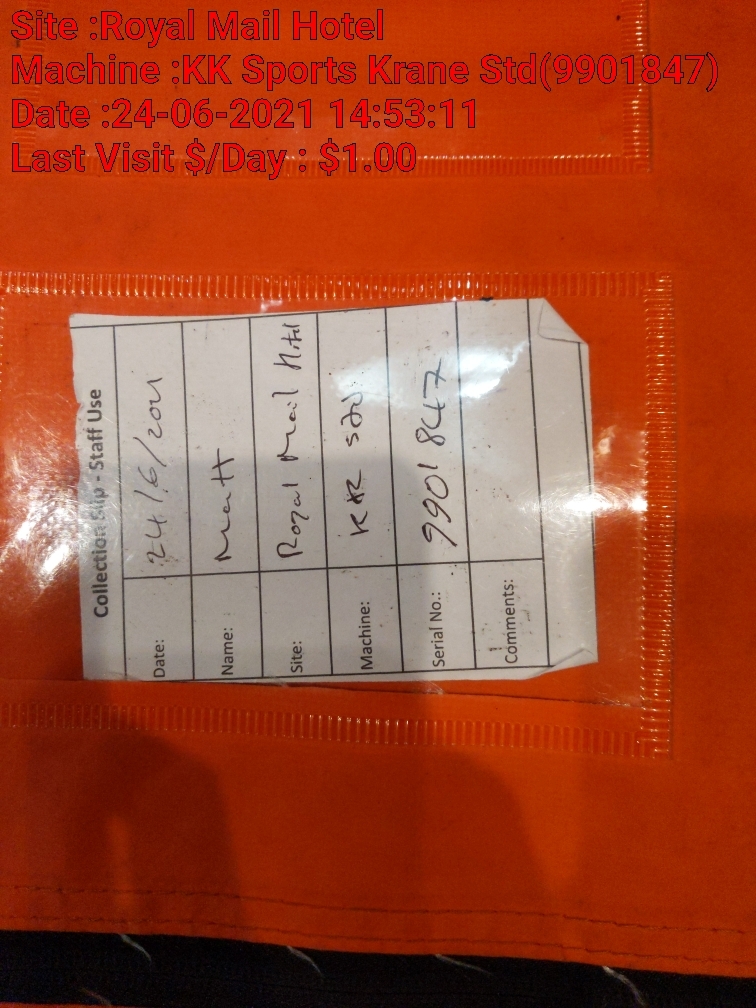 Site :Royal Mail Hotel
Machine :KK Sports Krane Std(9901847)
Date :24-06-2021 14:53:11
Last Visit $/Day : $1.00
Collection Slip - Staff Use
Date: 24/6/2021
Name: Matt
Site: Royal Mail Hotel
Machine: KK Std
Serial No.: 9901847
Comments: